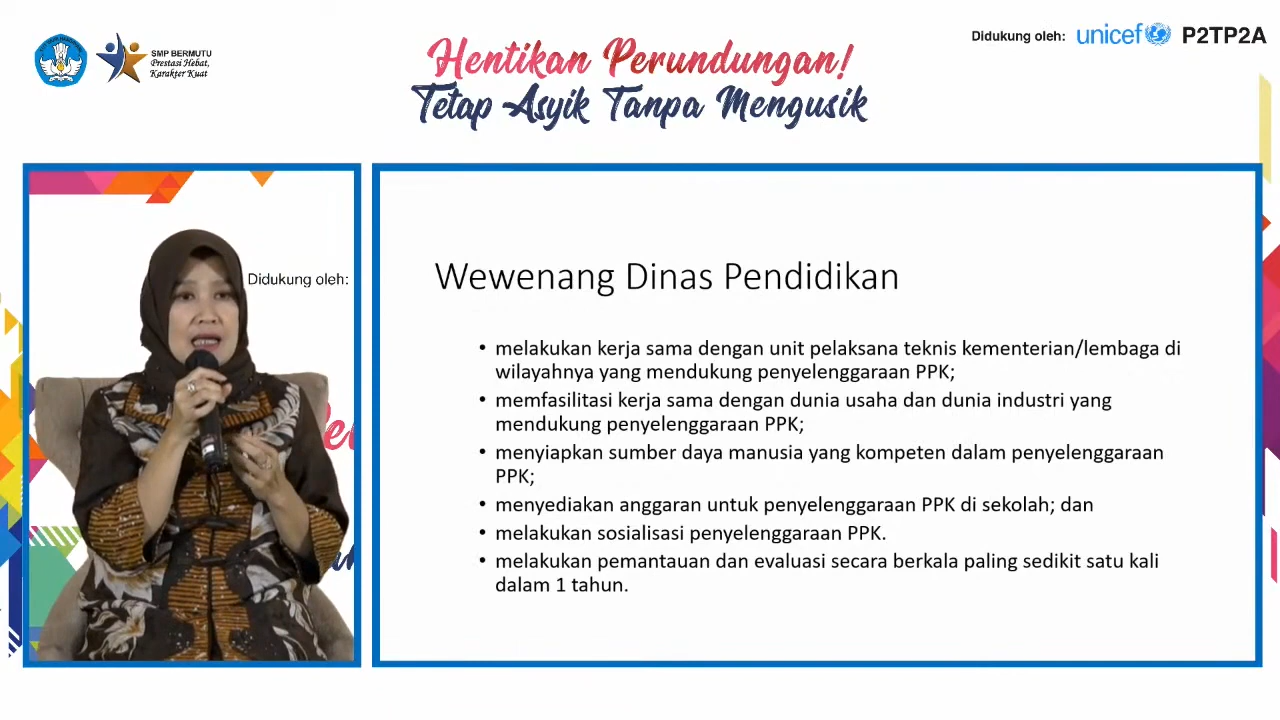 SMP BERMUTU
Prestasi Hebat,
Karakter Kuat
Hentikan Perundungan!
Tetap Asyik Tanpa Mengusik
Didukung oleh: unicef P2TP2A
Didukung oleh:
Wewenang Dinas Pendidikan
• melakukan kerja sama dengan unit pelaksana teknis kementerian/lembaga di
wilayahnya yang mendukung penyelenggaraan PPK;
• memfasilitasi kerja sama dengan dunia usaha dan dunia industri yang
mendukung penyelenggaraan PPK;
• menyiapkan sumber daya manusia yang kompeten dalam penyelenggaraan
PPK;
• menyediakan anggaran untuk penyelenggaraan PPK di sekolah; dan
• melakukan sosialisasi penyelenggaraan PPK.
• melakukan pemantauan dan evaluasi secara berkala paling sedikit satu kali
dalam 1 tahun.